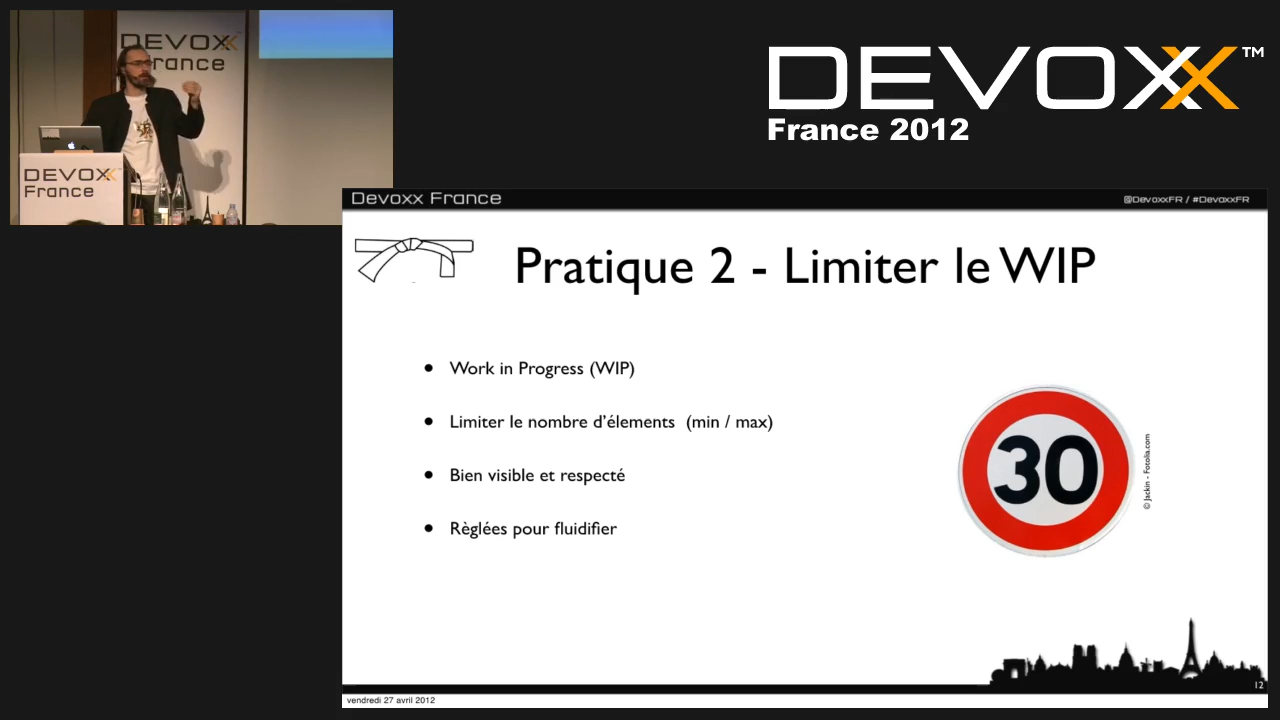 DEVOXX
France
DEVOXX
France
DEVOXX™
France 2012
Devoxx France
@DevoxxFR / #DevoxxFR
Pratique 2 - Limiter le WIP
• Work in Progress (WIP)
• Limiter le nombre d'élements (min / max)
• Bien visible et respecté
• Règlées pour fluidifier
30
© Jackin - Fotolia.com
12
vendredi 27 avril 2012